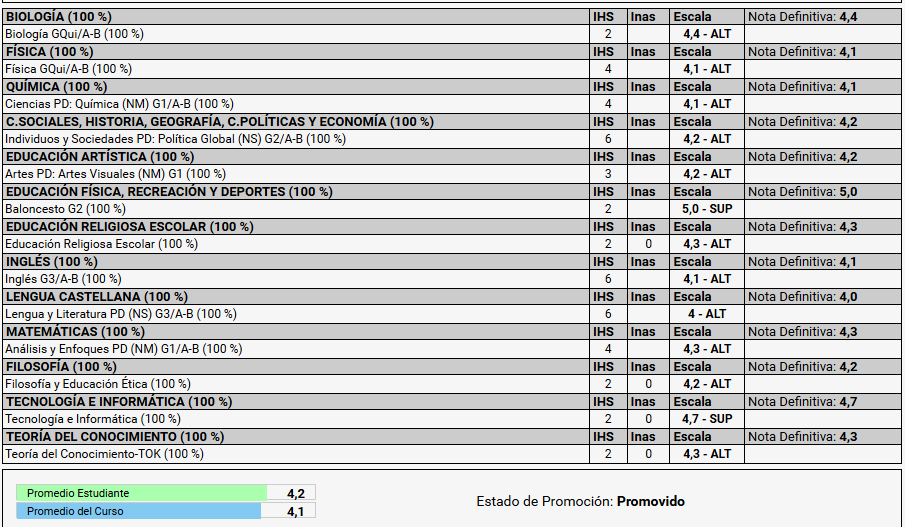 BIOLOGÍA (100 %) IHS Inas Escala Nota Definitiva: 4,4
Biología GQui/A-B (100 %) 2 4,4 - ALT
FÍSICA (100 %) IHS Inas Escala Nota Definitiva: 4,1
Física GQui/A-B (100 %) 4 4,1 - ALT
QUÍMICA (100 %) IHS Inas Escala Nota Definitiva: 4,1
Ciencias PD: Química (NM) G1/A-B (100 %) 4 4,1 - ALT
C.SOCIALES, HISTORIA, GEOGRAFÍA, C.POLÍTICAS Y ECONOMÍA (100 %) IHS Inas Escala Nota Definitiva: 4,2
Individuos y Sociedades PD: Política Global (NS) G2/A-B (100 %) 6 4,2 - ALT
EDUCACIÓN ARTÍSTICA (100 %) IHS Inas Escala Nota Definitiva: 4,2
Artes PD: Artes Visuales (NM) G1 (100 %) 3 4,2 - ALT
EDUCACIÓN FÍSICA, RECREACIÓN Y DEPORTES (100 %) IHS Inas Escala Nota Definitiva: 5,0
Baloncesto G2 (100 %) 2 5,0 - SUP
EDUCACIÓN RELIGIOSA ESCOLAR (100 %) IHS Inas Escala Nota Definitiva: 4,3
Educación Religiosa Escolar (100 %) 2 0 4,3 - ALT
INGLÉS (100 %) IHS Inas Escala Nota Definitiva: 4,1
Inglés G3/A-B (100 %) 6 4,1 - ALT
LENGUA CASTELLANA (100 %) IHS Inas Escala Nota Definitiva: 4,0
Lengua y Literatura PD (NS) G3/A-B (100 %) 6 4 - ALT
MATEMÁTICAS (100 %) IHS Inas Escala Nota Definitiva: 4,3
Análisis y Enfoques PD (NM) G1/A-B (100 %) 4 4,3 - ALT
FILOSOFÍA (100 %) IHS Inas Escala Nota Definitiva: 4,2
Filosofía y Educación Ética (100 %) 2 0 4,2 - ALT
TECNOLOGÍA E INFORMÁTICA (100 %) IHS Inas Escala Nota Definitiva: 4,7
Tecnología e Informática (100 %) 2 0 4,7 - SUP
TEORÍA DEL CONOCIMIENTO (100 %) IHS Inas Escala Nota Definitiva: 4,3
Teoría del Conocimiento-TOK (100 %) 2 0 4,3 - ALT
Promedio Estudiante 4,2
Promedio del Curso 4,1
Estado de Promoción: Promovido